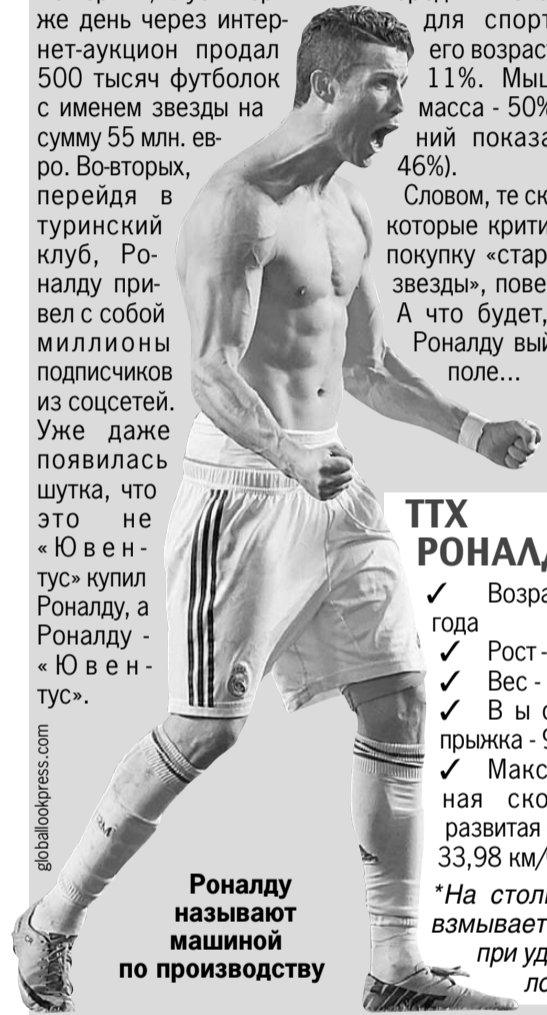 же день через интер-
нет-аукцион продал
500 тысяч футболок
с именем звезды на
сумму 55 млн. ев-
ро. Во-вторых,
перейдя в
туринский
клуб, Ро-
налду при-
вел с собой
миллионы
подписчиков
из соцсетей.
Уже даже
появилась
шутка, что
это не
«Ювен-
тус» купил
Роналду, а
Роналду -
«Ювен-
тус».
globallookpress.com
для спорт
его возрас
11%. Мыш
масса - 50%
ний показа
46%).
Словом, те ск
которые крити
покупку «стар
звезды», пове
А что будет,
Роналду вый
поле...
ТТХ
РОНАЛД
✓ Возра
года
✓ Рост -
✓ Вес -
✓ Выс
прыжка - 9
✓ Макс
ная ско
развитая
33,98 км/
*На столь
взмывает
при уд
ло
Роналду
называют
машиной
по производству